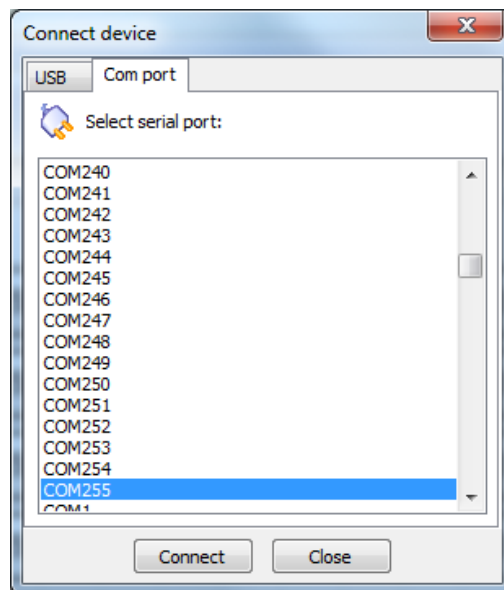 Connect device
USB Com port
Select serial port:
COM240
COM241
COM242
COM243
COM244
COM245
COM246
COM247
COM248
COM249
COM250
COM251
COM252
COM253
COM254
COM255
COM1
Connect Close